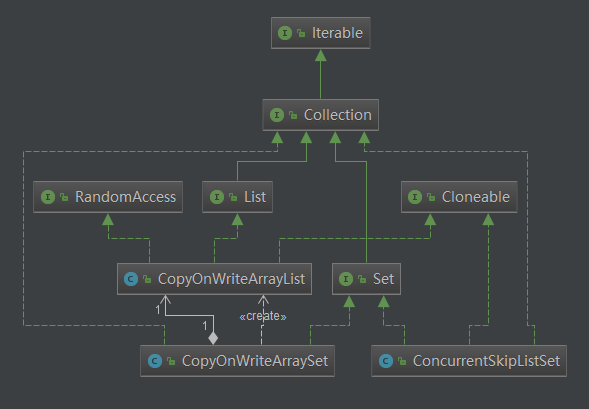 I Iterable
I Collection
I RandomAccess
I List
I Cloneable
C CopyOnWriteArrayList
I Set
1
1
«create»
C CopyOnWriteArraySet
C ConcurrentSkipListSet